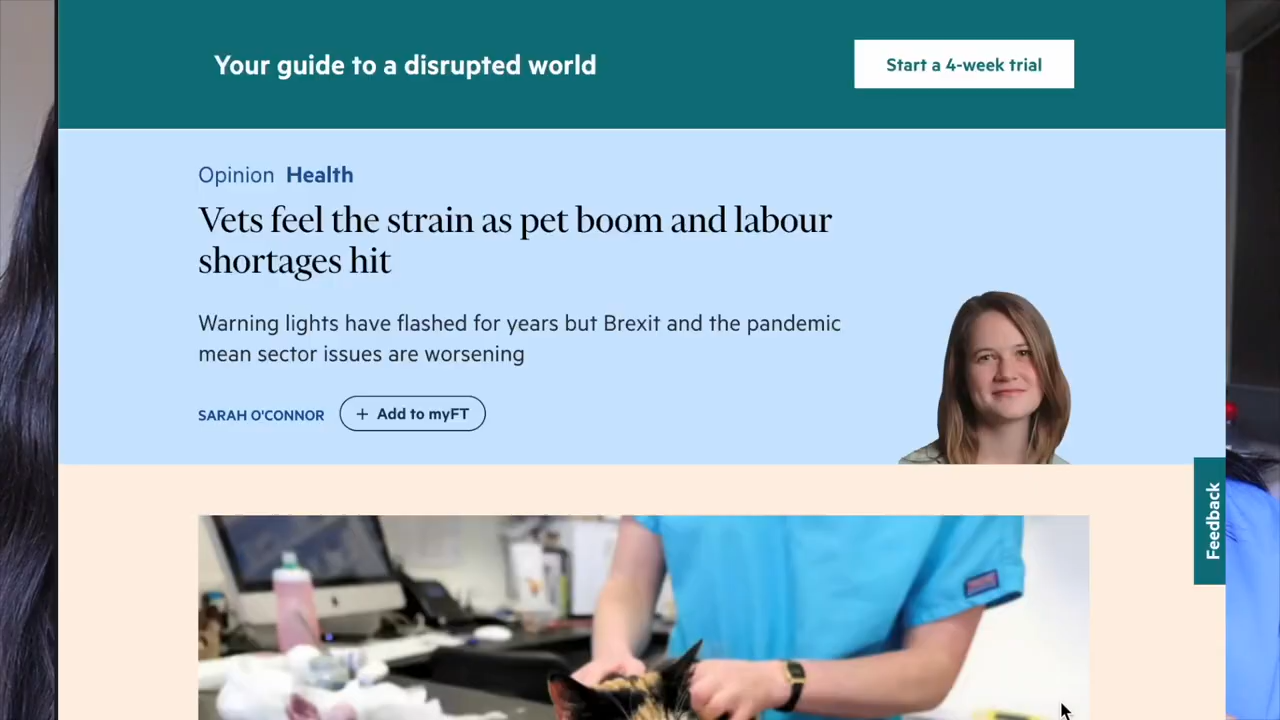 Your guide to a disrupted world
Start a 4-week trial
Opinion Health
Vets feel the strain as pet boom and labour
shortages hit
Warning lights have flashed for years but Brexit and the pandemic
mean sector issues are worsening
SARAH O'CONNOR
+ Add to myFT
Feedback